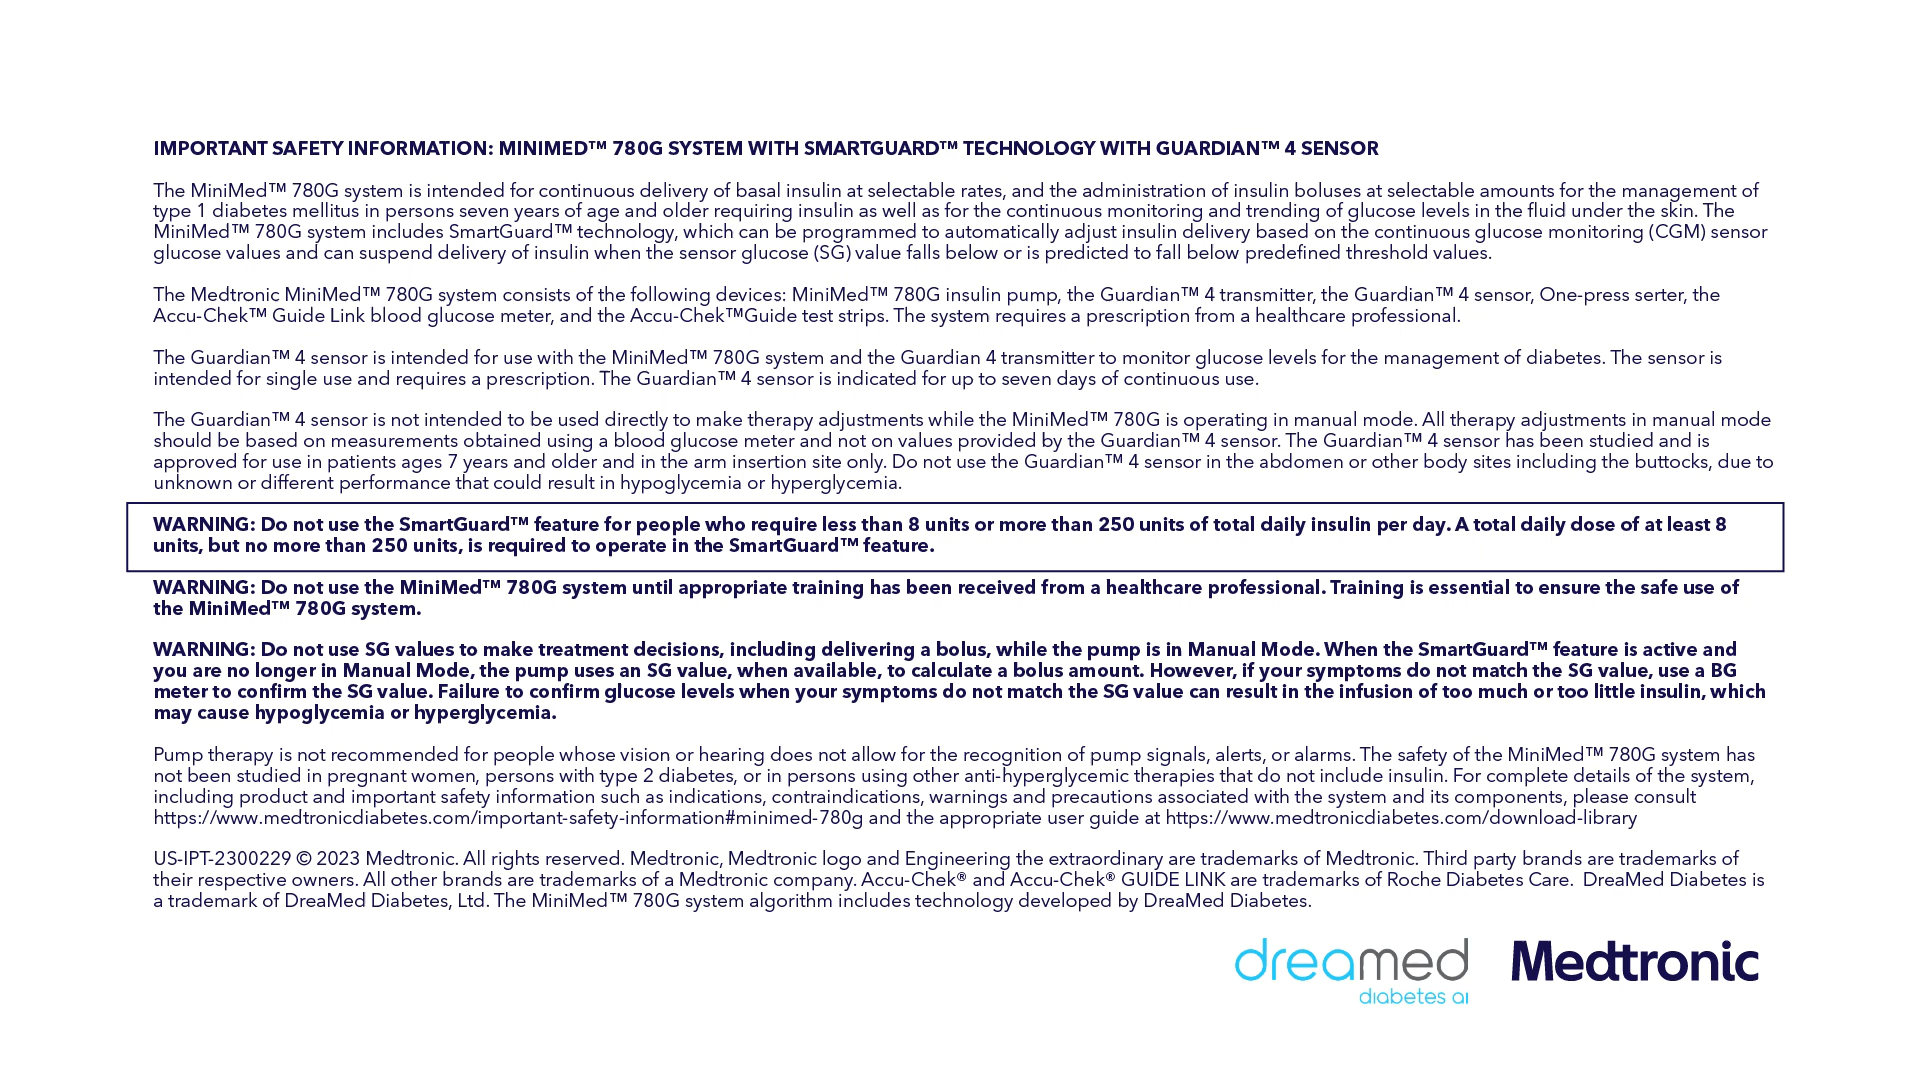 IMPORTANT SAFETY INFORMATION: MINIMED™ 780G SYSTEM WITH SMARTGUARD™ TECHNOLOGY WITH GUARDIAN™ 4 SENSOR
The MiniMed™ 780G system is intended for continuous delivery of basal insulin at selectable rates, and the administration of insulin boluses at selectable amounts for the management of
type 1 diabetes mellitus in persons seven years of age and older requiring insulin as well as for the continuous monitoring and trending of glucose levels in the fluid under the skin. The
MiniMed™ 780G system includes SmartGuard™ technology, which can be programmed to automatically adjust insulin delivery based on the continuous glucose monitoring (CGM) sensor
glucose values and can suspend delivery of insulin when the sensor glucose (SG) value falls below or is predicted to fall below predefined threshold values.
The Medtronic MiniMed™ 780G system consists of the following devices: MiniMed™ 780G insulin pump, the Guardian™ 4 transmitter, the Guardian™ 4 sensor, One-press serter, the
Accu-Chek™ Guide Link blood glucose meter, and the Accu-Chek™Guide test strips. The system requires a prescription from a healthcare professional.
The Guardian™ 4 sensor is intended for use with the MiniMed™ 780G system and the Guardian 4 transmitter to monitor glucose levels for the management of diabetes. The sensor is
intended for single use and requires a prescription. The Guardian™ 4 sensor is indicated for up to seven days of continuous use.
The Guardian™ 4 sensor is not intended to be used directly to make therapy adjustments while the MiniMed™ 780G is operating in manual mode. All therapy adjustments in manual mode
should be based on measurements obtained using a blood glucose meter and not on values provided by the Guardian™ 4 sensor. The Guardian™ 4 sensor has been studied and is
approved for use in patients ages 7 years and older and in the arm insertion site only. Do not use the Guardian™ 4 sensor in the abdomen or other body sites including the buttocks, due to
unknown or different performance that could result in hypoglycemia or hyperglycemia.
WARNING: Do not use the SmartGuard™ feature for people who require less than 8 units or more than 250 units of total daily insulin per day. A total daily dose of at least 8
units, but no more than 250 units, is required to operate in the SmartGuard™ feature.
WARNING: Do not use the MiniMed™ 780G system until appropriate training has been received from a healthcare professional. Training is essential to ensure the safe use of
the MiniMed™ 780G system.
WARNING: Do not use SG values to make treatment decisions, including delivering a bolus, while the pump is in Manual Mode. When the SmartGuard™ feature is active and
you are no longer in Manual Mode, the pump uses an SG value, when available, to calculate a bolus amount. However, if your symptoms do not match the SG value, use a BG
meter to confirm the SG value. Failure to confirm glucose levels when your symptoms do not match the SG value can result in the infusion of too much or too little insulin, which
may cause hypoglycemia or hyperglycemia.
Pump therapy is not recommended for people whose vision or hearing does not allow for the recognition of pump signals, alerts, or alarms. The safety of the MiniMed™ 780G system has
not been studied in pregnant women, persons with type 2 diabetes, or in persons using other anti-hyperglycemic therapies that do not include insulin. For complete details of the system,
including product and important safety information such as indications, contraindications, warnings and precautions associated with the system and its components, please consult
https://www.medtronicdiabetes.com/important-safety-information#minimed-780g and the appropriate user guide at https://www.medtronicdiabetes.com/download-library
US-IPT-2300229 © 2023 Medtronic. All rights reserved. Medtronic, Medtronic logo and Engineering the extraordinary are trademarks of Medtronic. Third party brands are trademarks of
their respective owners. All other brands are trademarks of a Medtronic company. Accu-Chek® and Accu-Chek® GUIDE LINK are trademarks of Roche Diabetes Care. DreaMed Diabetes is
a trademark of DreaMed Diabetes, Ltd. The MiniMed™ 780G system algorithm includes technology developed by DreaMed Diabetes.
dreamed
diabetes ai
Medtronic